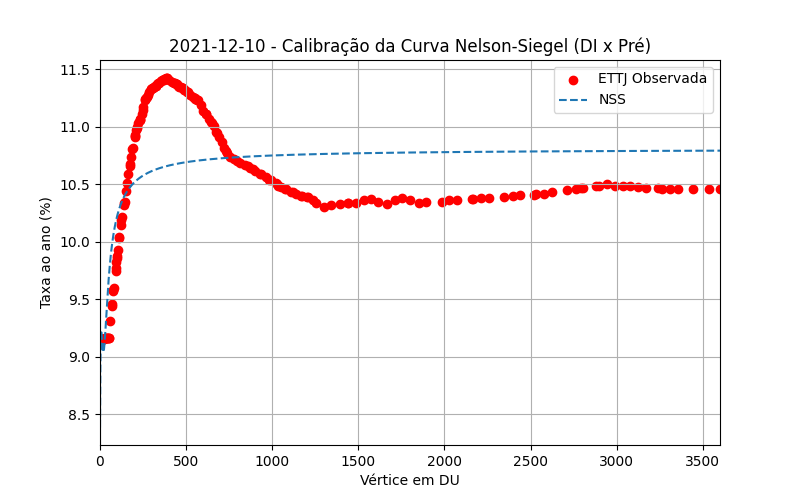 2021-12-10 - Calibração da Curva Nelson-Siegel (DI x Pré)
ETTJ Observada
NSS
Taxa ao ano (%)
11.5
11.0
10.5
10.0
9.5
9.0
8.5
0 500 1000 1500 2000 2500 3000 3500
Vértice em DU